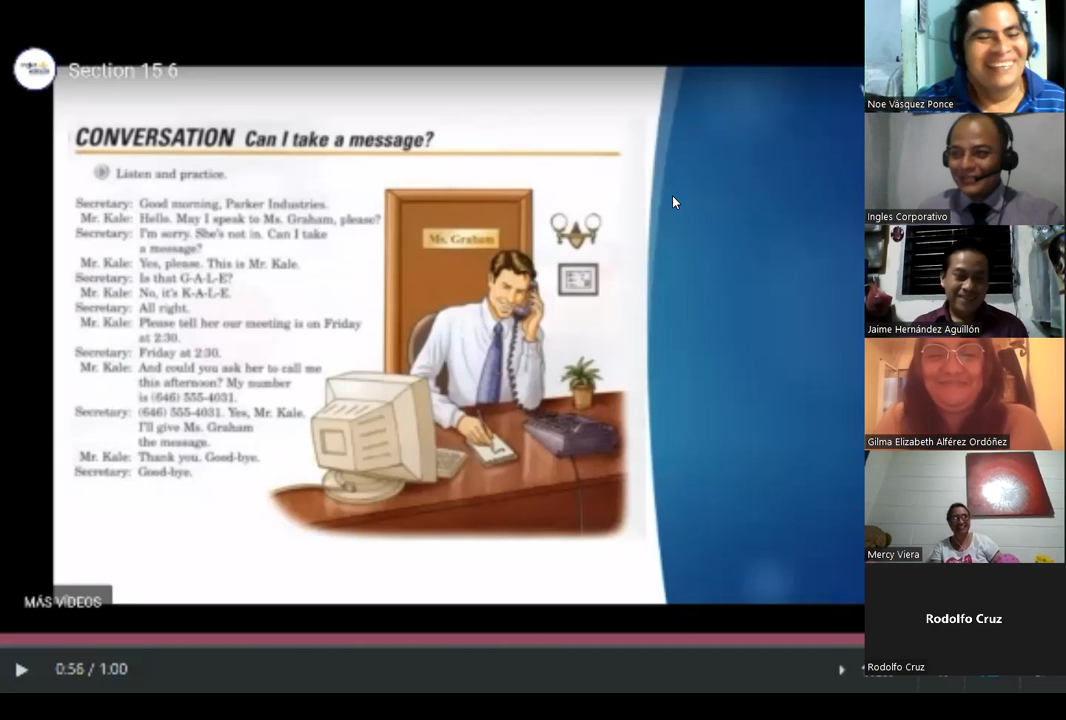 Section 15 6
CONVERSATION Can I take a message?
Listen and practice.
Secretary: Good morning, Parker Industries.
Mr. Kale: Hello. May I speak to Ms. Graham, please?
Secretary: I'm sorry. She's not in. Can I take
a message?
Mr. Kale: Yes, please. This is Mr. Kale.
Secretary: Is that G-A-L-E?
Mr. Kale: No, it's K-A-L-E.
Secretary: All right.
Mr. Kale: Please tell her our meeting is on Friday
at 2:30.
Secretary: Friday at 2:30.
Mr. Kale: And could you ask her to call me
this afternoon? My number
is (646) 555-4031.
Secretary: (646) 555-4031. Yes, Mr. Kale.
I'll give Ms. Graham
the message.
Mr. Kale: Thank you. Good-bye.
Secretary: Good-bye.
Ms. Graham
MÁS VÍDEOS
0:56 / 1:00
Noe Vásquez Ponce
Ingles Corporativo
Jaime Hernández Aguillón
Gilma Elizabeth Alférez Ordóñez
Mercy Viera
Rodolfo Cruz
Rodolfo Cruz